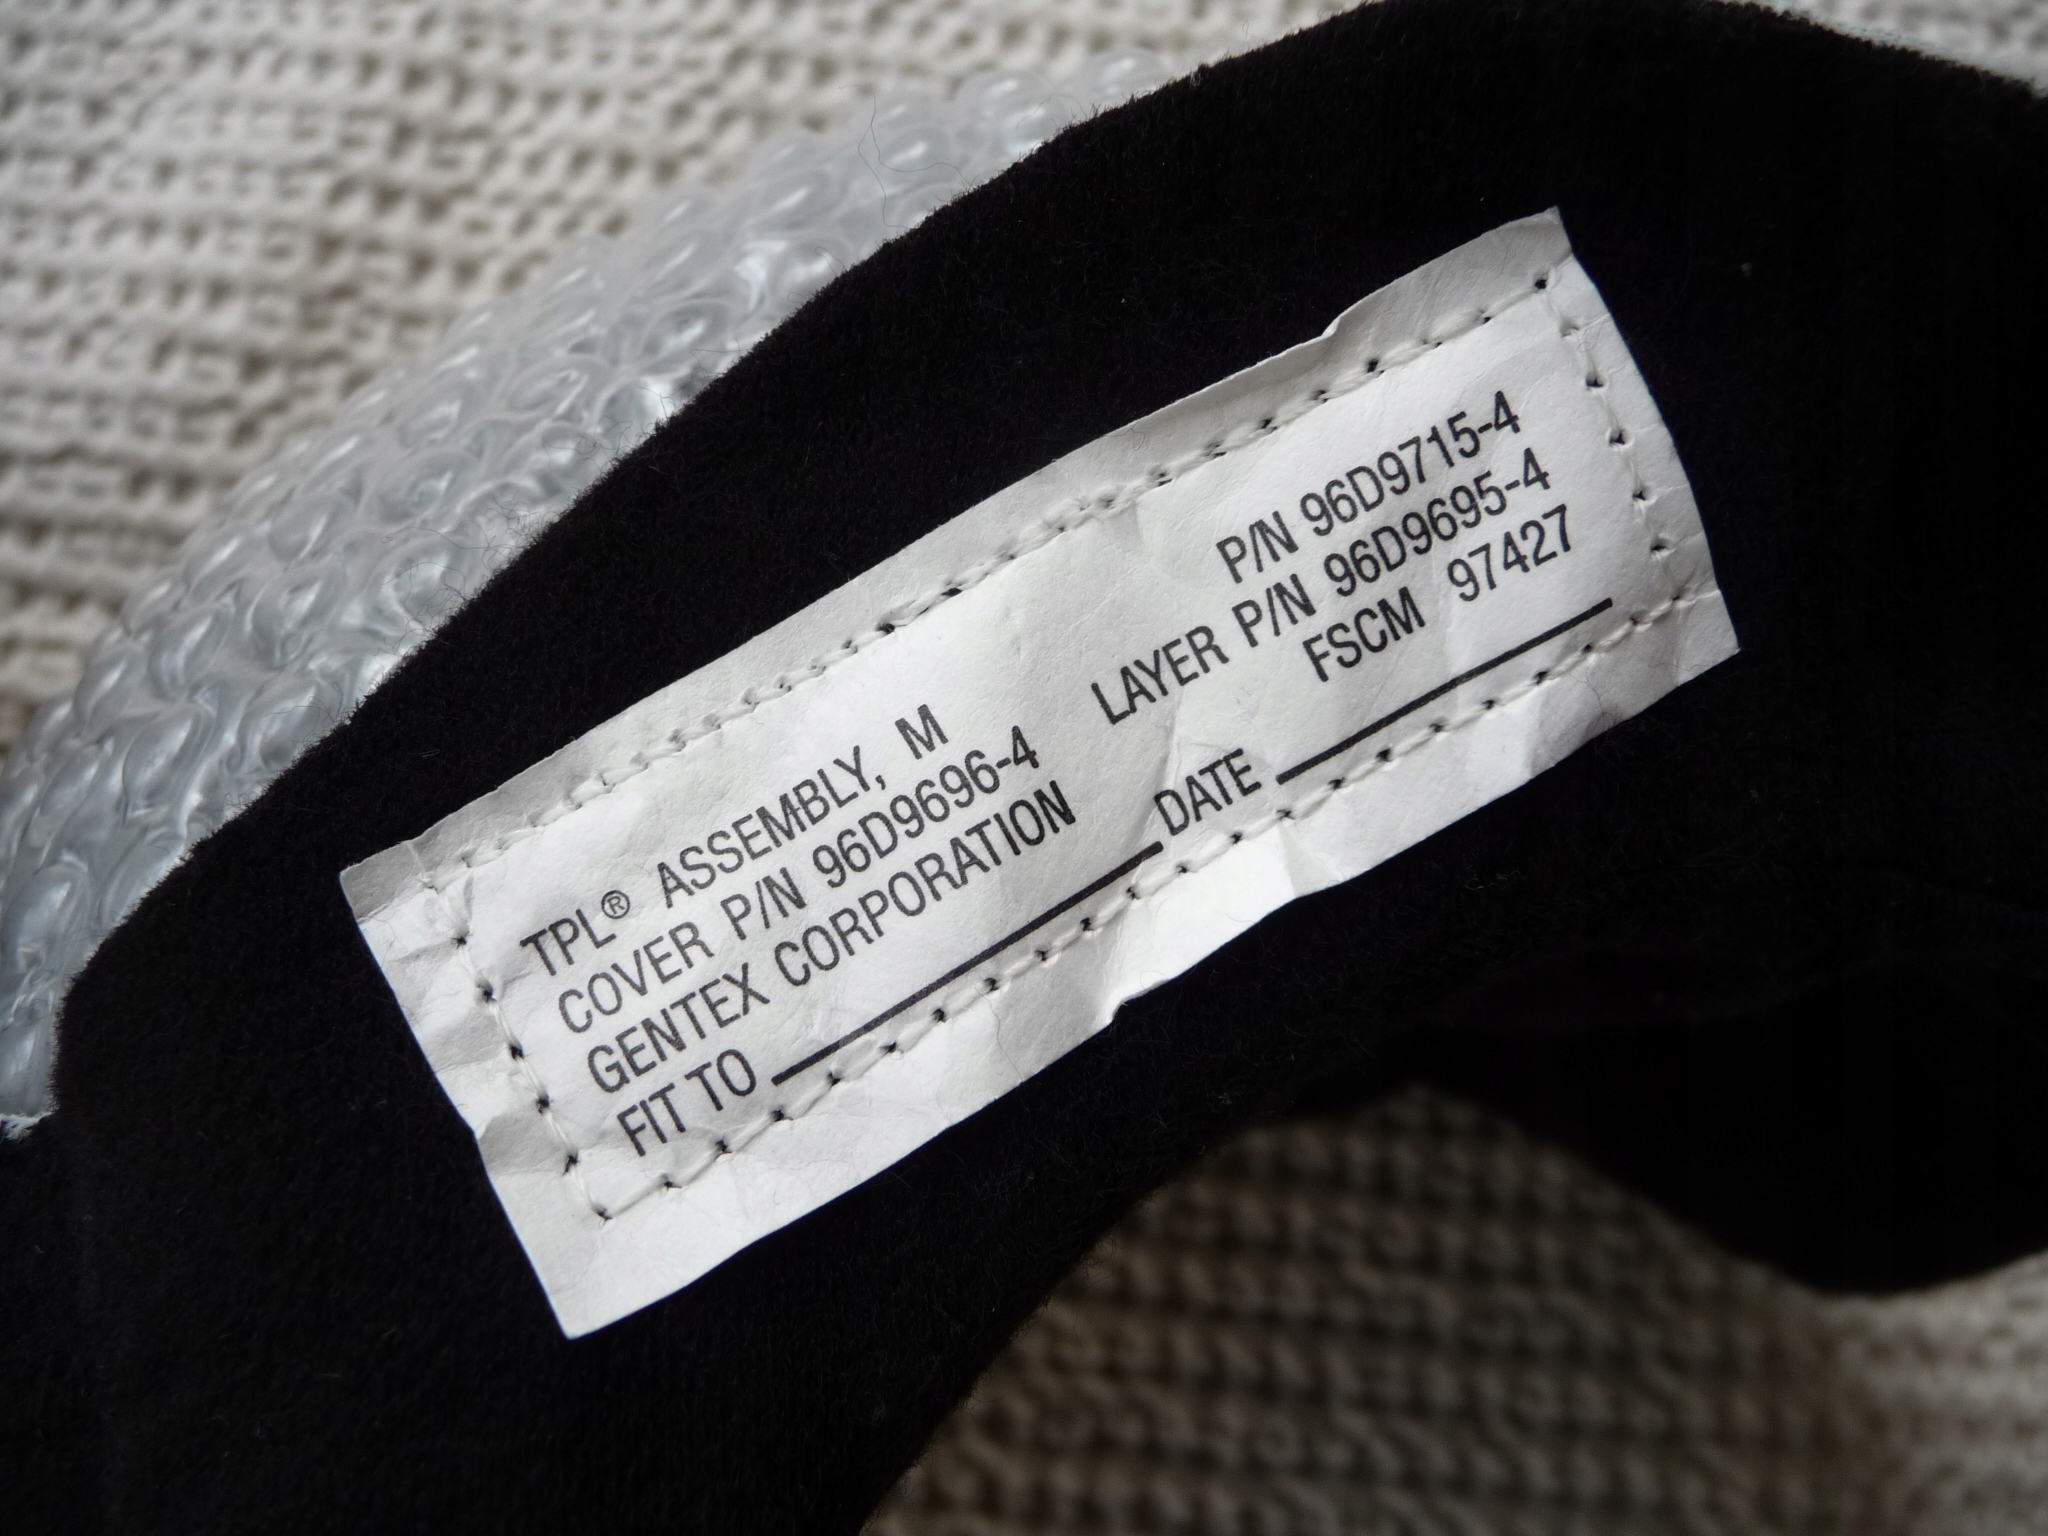 TPL® ASSEMBLY, M P/N 96D9715-4
COVER P/N 96D9696-4 LAYER P/N 96D9695-4
GENTEX CORPORATION FSCM 97427
FIT TO DATE